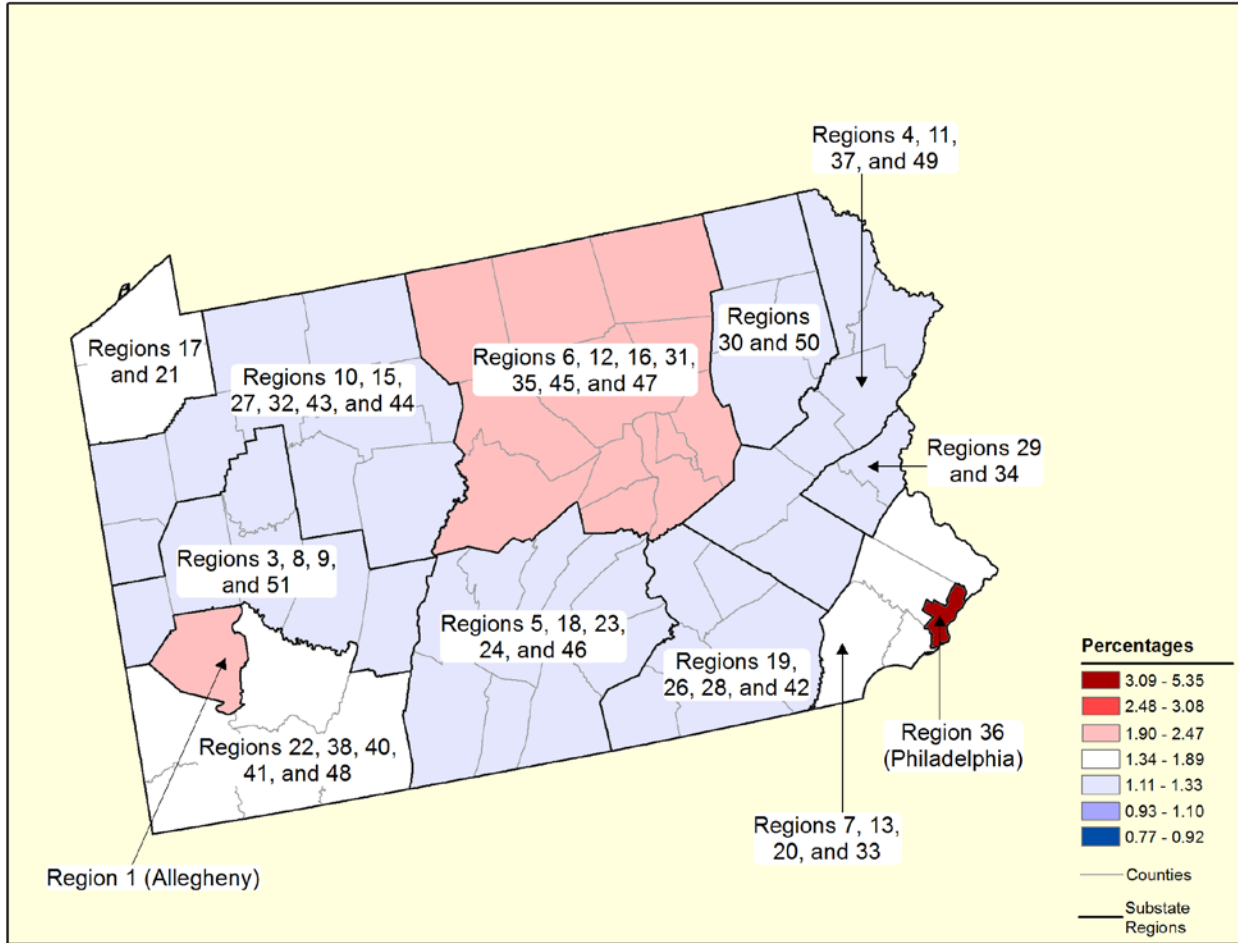 Regions 4, 11,
37, and 49
Regions 17
and 21
Regions 10, 15,
27, 32, 43, and 44
Regions 6, 12, 16, 31,
35, 45, and 47
Regions
30 and 50
Regions 29
and 34
Regions 3, 8, 9,
and 51
Regions 5, 18, 23,
24, and 46
Regions 19,
26, 28, and 42
Regions 22, 38, 40,
41, and 48
Region 36
(Philadelphia)
Regions 7, 13,
20, and 33
Region 1 (Allegheny)
Percentages
3.09 - 5.35
2.48 - 3.08
1.90 - 2.47
1.34 - 1.89
1.11 - 1.33
0.93 - 1.10
0.77 - 0.92
Counties
Substate
Regions